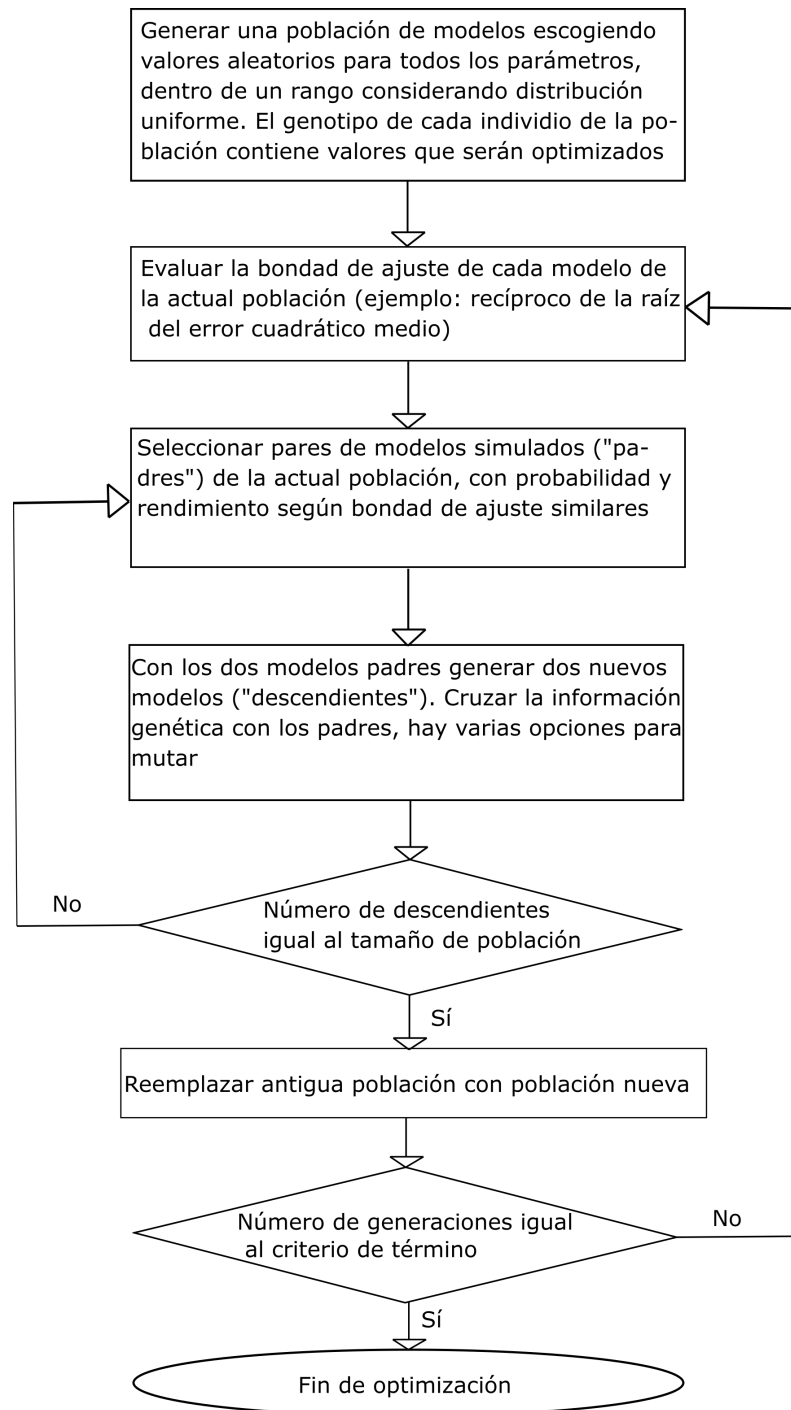 Generar una población de modelos escogiendo
valores aleatorios para todos los parámetros,
dentro de un rango considerando distribución
uniforme. El genotipo de cada individio de la po-
blación contiene valores que serán optimizados
Evaluar la bondad de ajuste de cada modelo de
la actual población (ejemplo: recíproco de la raíz
del error cuadrático medio)
Seleccionar pares de modelos simulados ("pa-
dres") de la actual población, con probabilidad y
rendimiento según bondad de ajuste similares
Con los dos modelos padres generar dos nuevos
modelos ("descendientes"). Cruzar la información
genética con los padres, hay varias opciones para
mutar
No
Número de descendientes
igual al tamaño de población
Sí
Reemplazar antigua población con población nueva
Número de generaciones igual
al criterio de término
No
Sí
Fin de optimización